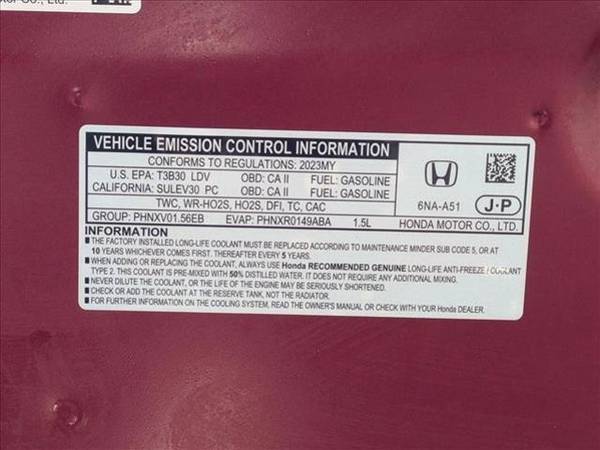 Co., Ltd.
VEHICLE EMISSION CONTROL INFORMATION
CONFORMS TO REGULATIONS: 2023MY
U.S. EPA: T3B30 LDV OBD: CA II FUEL: GASOLINE
CALIFORNIA: SULEV30 PC OBD: CA II FUEL: GASOLINE
TWC, WR-HO2S, HO2S, DFI, TC, CAC
GROUP: PHNXV01.56EB EVAP: PHNXR0149ABA 1.5L
6NA-A51
J-P
HONDA MOTOR CO., LTD.
INFORMATION
■THE FACTORY INSTALLED LONG-LIFE COOLANT MUST BE REPLACED ACCORDING TO MAINTENANCE MINDER SUB CODE 5, OR AT
10 YEARS WHICHEVER COMES FIRST. THEREAFTER EVERY 5 YEARS.
■WHEN REPLACING THE COOLANT, ALWAYS USE Honda RECOMMENDED GENUINE LONG-LIFE ANTI-FREEZE / COOLANT
TYPE 2. THIS COOLANT IS PRE-MIXED WITH 50% DISTILLED WATER. IT DOES NOT REQUIRE ANY ADDITIONAL MIXING.
■NEVER DILUTE THE COOLANT, OR THE LIFE OF THE ENGINE MAY BE SERIOUSLY SHORTENED.
■CHECK OR ADD THE COOLANT AT THE RESERVE TANK, NOT THE RADIATOR.
■FOR FURTHER INFORMATION ON THE COOLING SYSTEM, READ THE OWNER'S MANUAL OR CHECK WITH YOUR Honda DEALER.